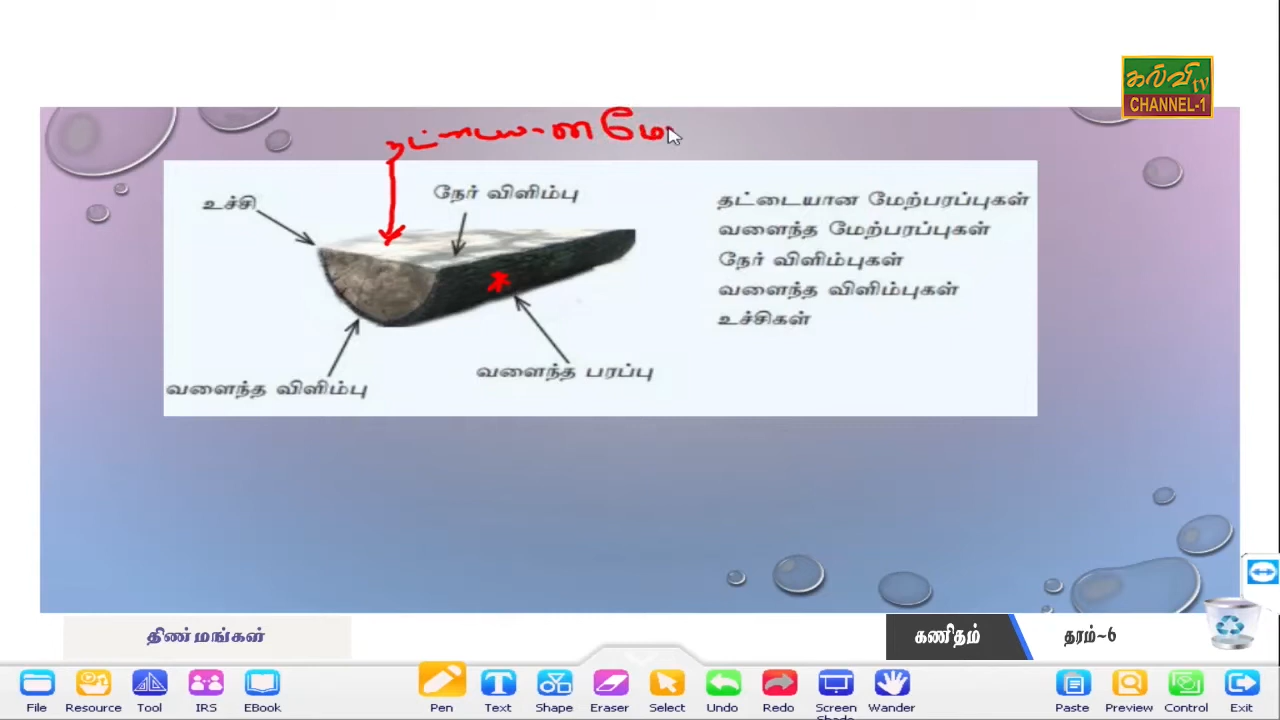 கல்வி tv
CHANNEL-1
தட்டையான மே
உச்சி
நேர் விளிம்பு
வளைந்த விளிம்பு
வளைந்த பரப்பு
தட்டையான மேற்பரப்புகள்
வளைந்த மேற்பரப்புகள்
நேர் விளிம்புகள்
வளைந்த விளிம்புகள்
உச்சிகள்
திண்மங்கள்
கணிதம்
தரம்-6
File Resource Tool IRS EBook Pen Text Shape Eraser Select Undo Redo Screen Wander Paste Preview Control Exit